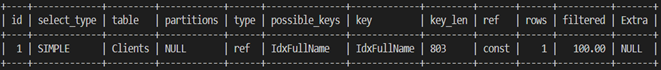 | id | select_type | table | partitions | type | possible_keys | key | key_len | ref | rows | filtered | Extra |
| 1 | SIMPLE | Clients | NULL | ref | IdxFullName | IdxFullName | 803 | const | 1 | 100.00 | NULL |